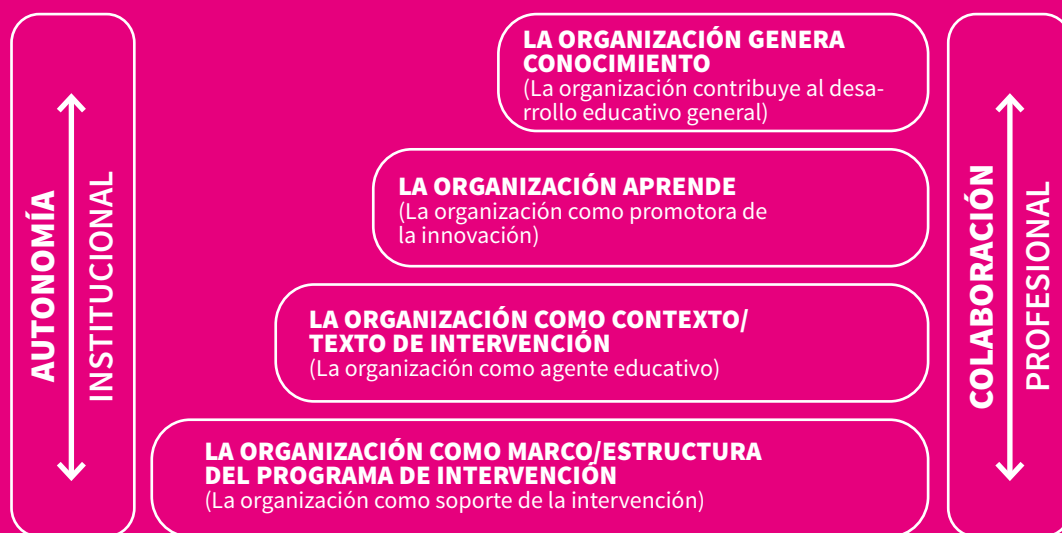 AUTONOMÍA
INSTITUCIONAL
LA ORGANIZACIÓN GENERA
CONOCIMIENTO
(La organización contribuye al desa-
rrollo educativo general)
LA ORGANIZACIÓN APRENDE
(La organización como promotora de
la innovación)
LA ORGANIZACIÓN COMO CONTEXTO/
TEXTO DE INTERVENCIÓN
(La organización como agente educativo)
LA ORGANIZACIÓN COMO MARCO/ESTRUCTURA
DEL PROGRAMA DE INTERVENCIÓN
(La organización como soporte de la intervención)
COLABORACIÓN
PROFESIONAL